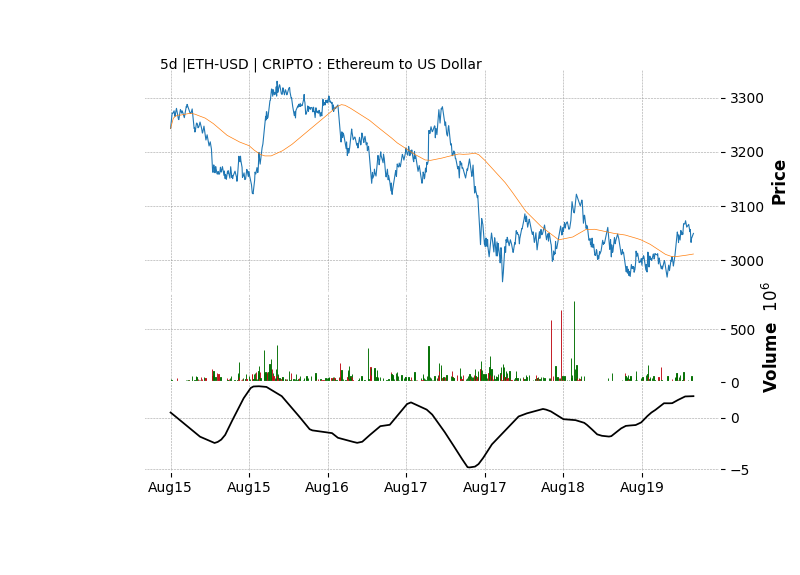 5d |ETH-USD | CRIPTO : Ethereum to US Dollar
3300
3200
3100
3000
Price
500
0
Volume 10^6
0
−5
Aug15 Aug15 Aug16 Aug17 Aug17 Aug18 Aug19